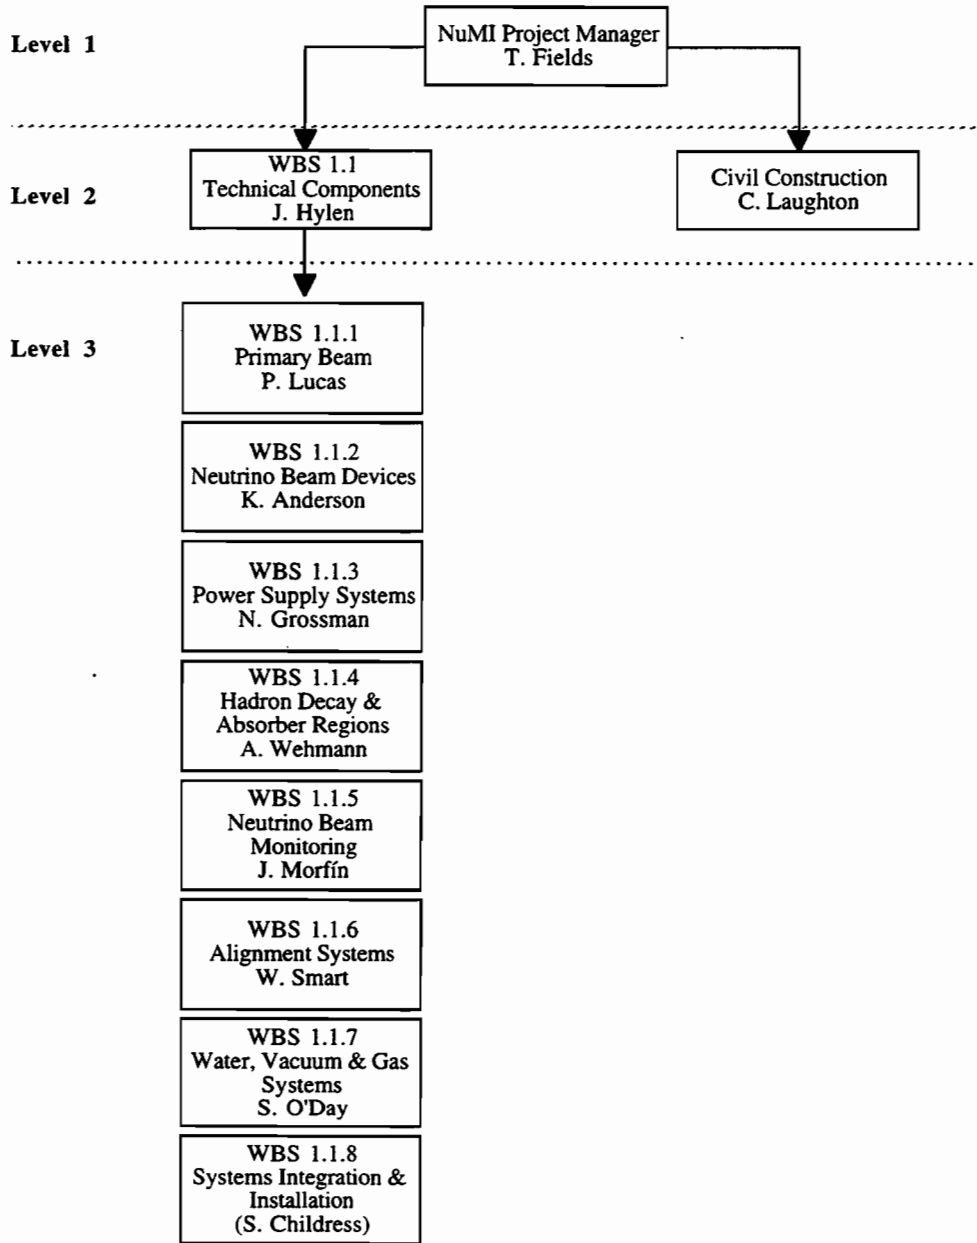 Level 1
NuMI Project Manager
T. Fields
Level 2
WBS 1.1
Technical Components
J. Hylen
Civil Construction
C. Laughton
Level 3
WBS 1.1.1
Primary Beam
P. Lucas
WBS 1.1.2
Neutrino Beam Devices
K. Anderson
WBS 1.1.3
Power Supply Systems
N. Grossman
WBS 1.1.4
Hadron Decay &
Absorber Regions
A. Wehmann
WBS 1.1.5
Neutrino Beam
Monitoring
J. Morfín
WBS 1.1.6
Alignment Systems
W. Smart
WBS 1.1.7
Water, Vacuum & Gas
Systems
S. O'Day
WBS 1.1.8
Systems Integration &
Installation
(S. Childress)